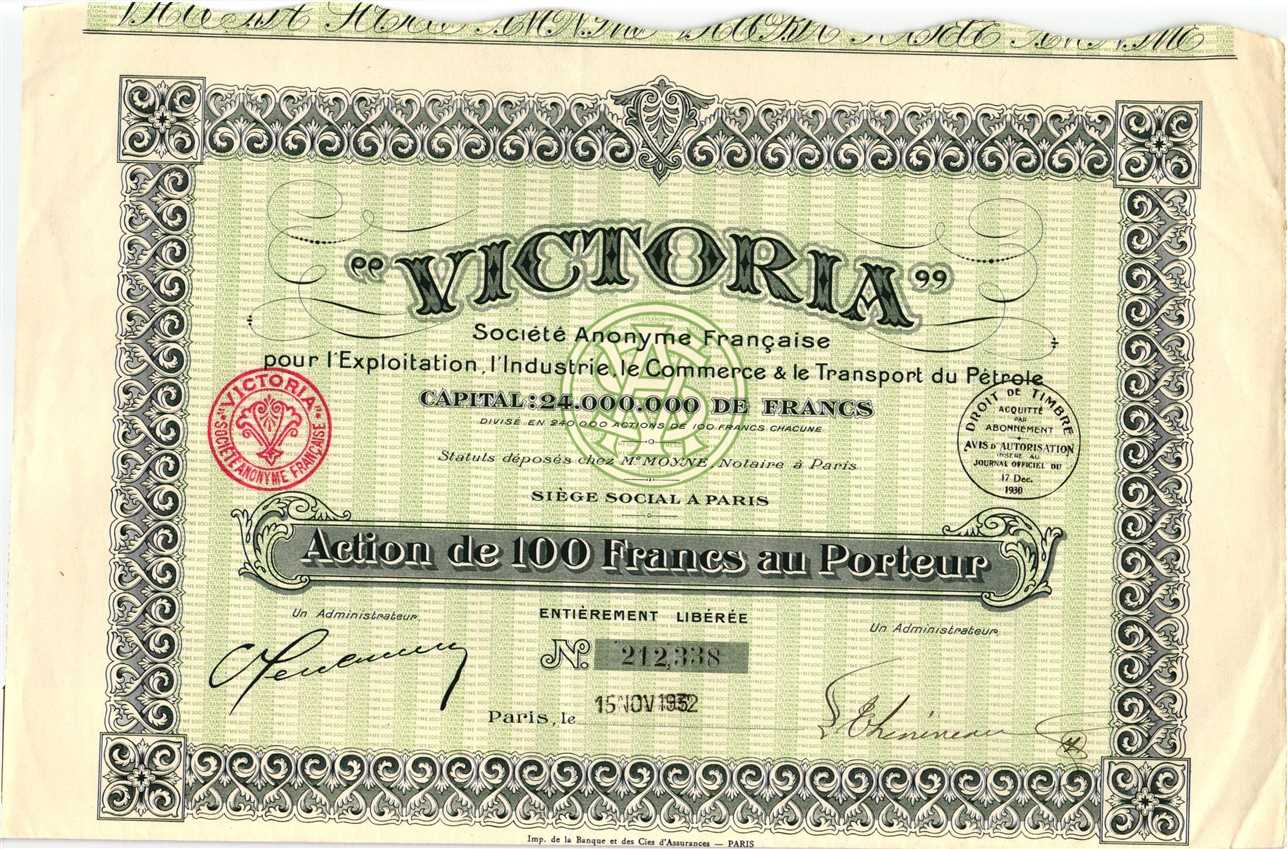 "VICTORIA"
Société Anonyme Française
pour l'Exploitation, l'Industrie, le Commerce & le Transport du Pétrole
CAPITAL: 24.000.000 DE FRANCS
DIVISÉ EN 240.000 ACTIONS DE 100 FRANCS CHACUNE
Statuts déposés chez Me MOYNE, Notaire à Paris
SIÈGE SOCIAL A PARIS
"VICTORIA"
SOCIÉTÉ ANONYME FRANÇAISE
DROIT DE TIMBRE
ACQUITTÉ
PAR
ABONNEMENT
AVIS D'AUTORISATION
INSÉRÉ AU
JOURNAL OFFICIEL DU
17 Dec.
1930
Action de 100 Francs au Porteur
Un Administrateur
ENTIÈREMENT LIBÉRÉE
Un Administrateur
No. 212,338
Paris, le 15 NOV 1932
Imp. de la Banque et des Cies d'Assurances — PARIS